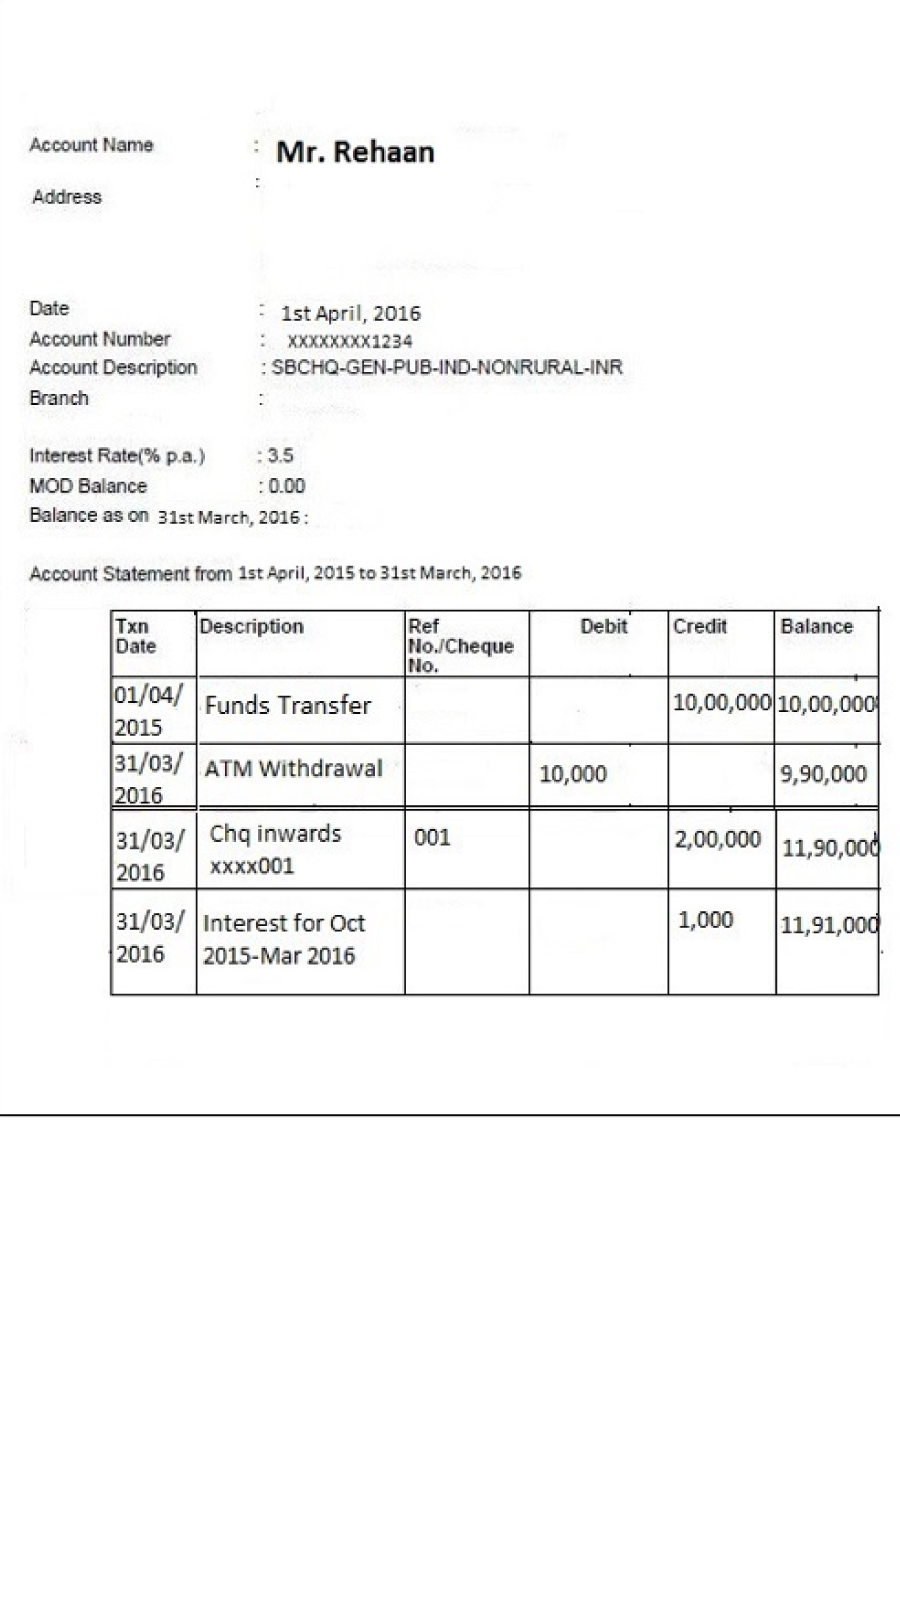 Account Name : Mr. Rehaan
Address :
Date : 1st April, 2016
Account Number : XXXXXXXX1234
Account Description : SBCHQ-GEN-PUB-IND-NONRURAL-INR
Branch :
Interest Rate(% p.a.) : 3.5
MOD Balance : 0.00
Balance as on 31st March, 2016 :
Account Statement from 1st April, 2015 to 31st March, 2016
Txn Date Description Ref No./Cheque No. Debit Credit Balance
01/04/2015 Funds Transfer 10,00,000 10,00,000
31/03/2016 ATM Withdrawal 10,000 9,90,000
31/03/2016 Chq inwards xxxx001 001 2,00,000 11,90,000
31/03/2016 Interest for Oct 2015-Mar 2016 1,000 11,91,000